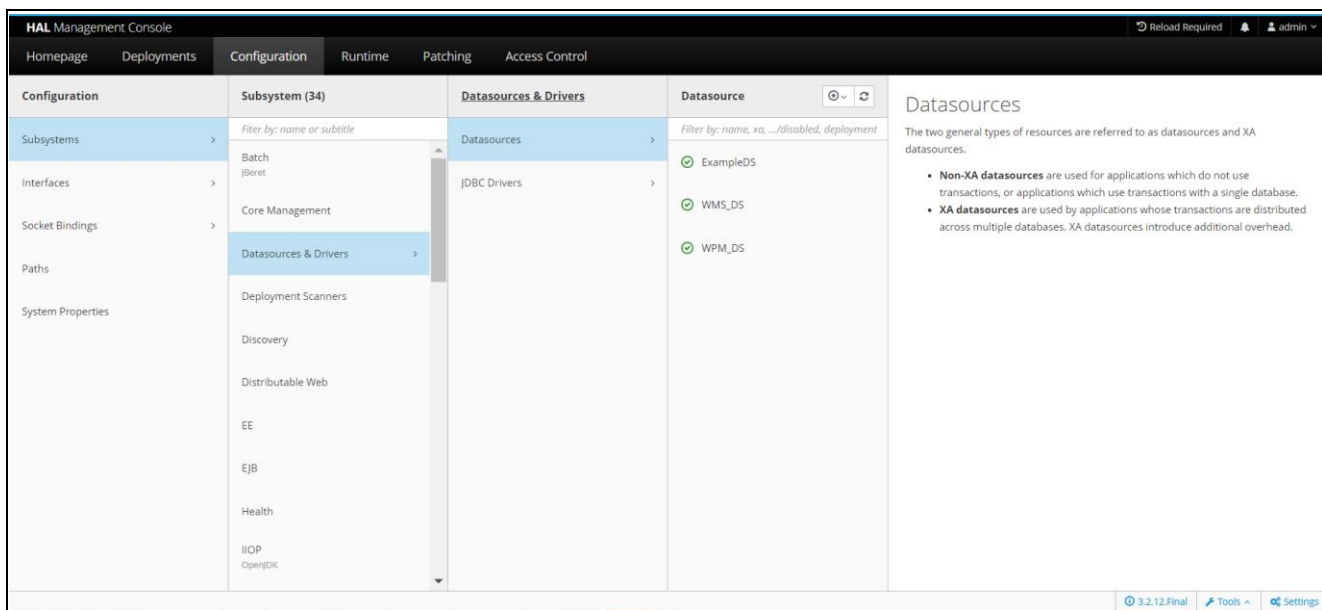 HAL Management Console
Reload Required
admin
Homepage
Deployments
Configuration
Runtime
Patching
Access Control
Configuration
Subsystems
Interfaces
Socket Bindings
Paths
System Properties
Subsystem (34)
Fiter by: name or subtitle
Batch
JBeret
Core Management
Datasources & Drivers
Deployment Scanners
Discovery
Distributable Web
EE
EJB
Health
IIOP
OpenJDK
Datasources & Drivers
Datasources
JDBC Drivers
Datasource
Filter by: name, xa, .../disabled, deployment
ExampleDS
WMS_DS
WPM_DS
Datasources
The two general types of resources are referred to as datasources and XA
datasources.
• Non-XA datasources are used for applications which do not use
transactions, or applications which use transactions with a single database.
• XA datasources are used by applications whose transactions are distributed
across multiple databases. XA datasources introduce additional overhead.
3.2.12.Final
Tools
Settings